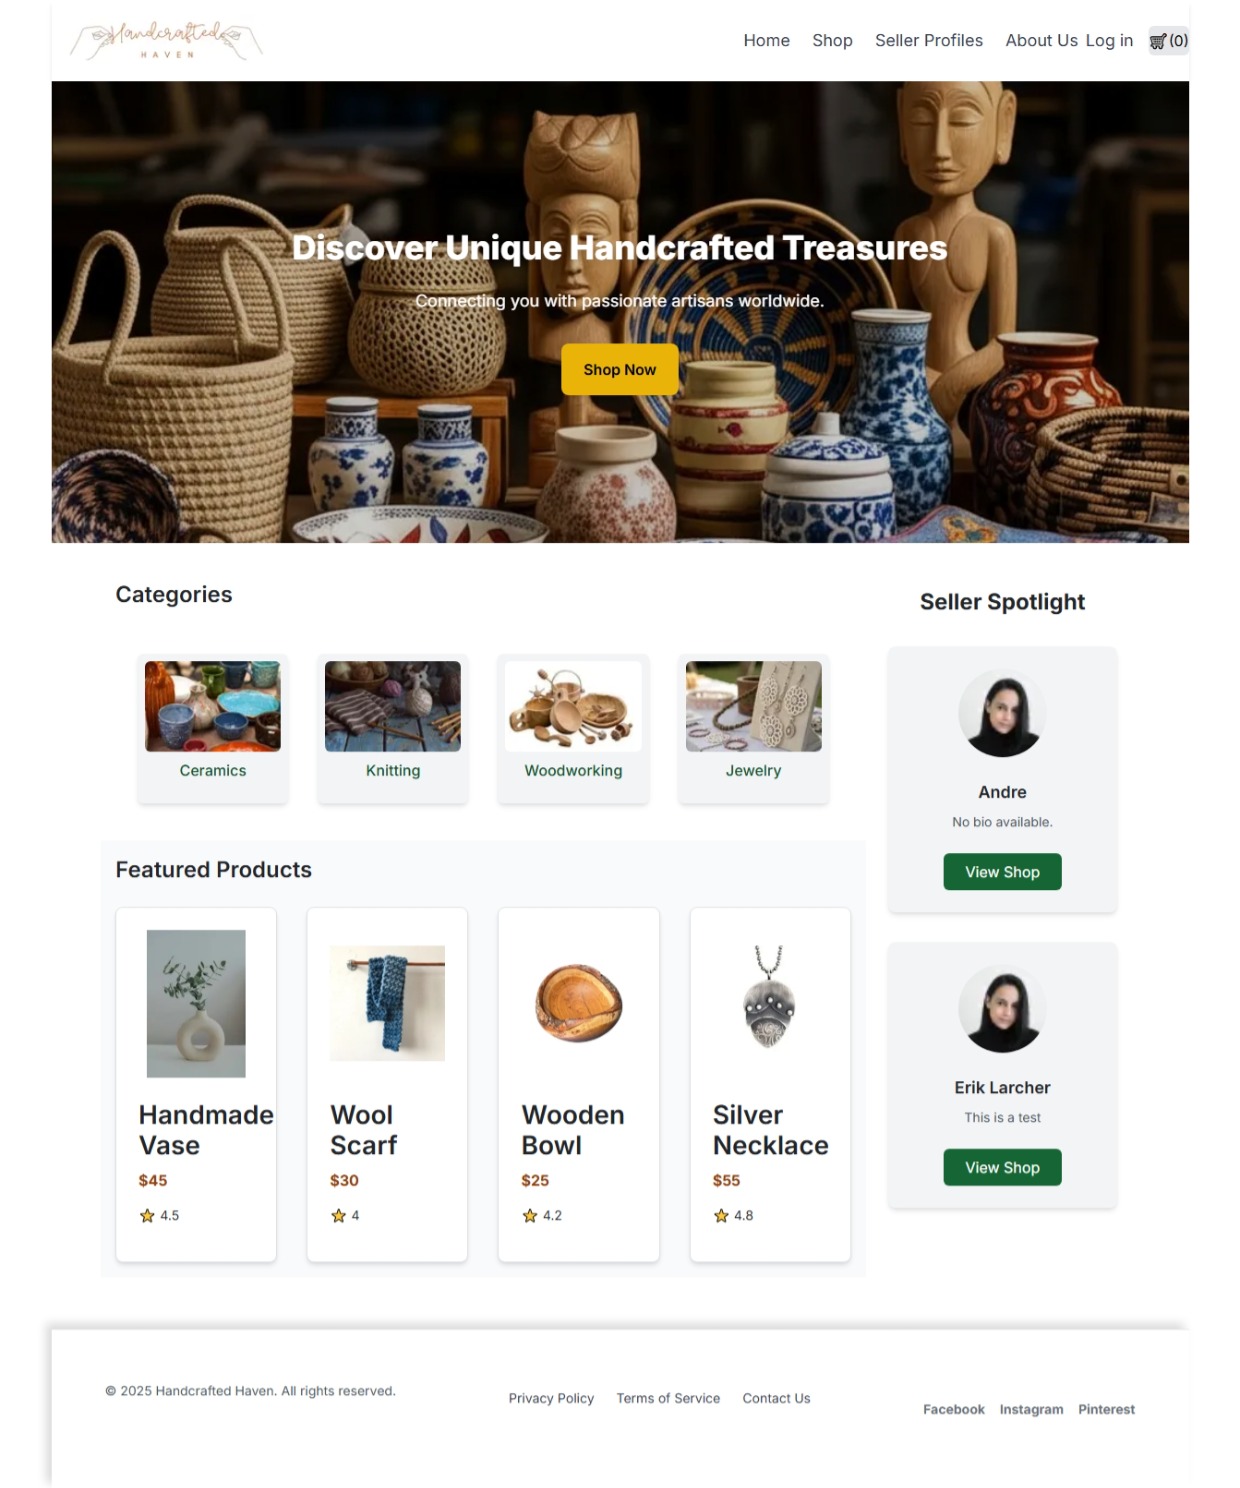 Handcrafted
HAVEN
Home Shop Seller Profiles About Us Log in (0)
Discover Unique Handcrafted Treasures
Connecting you with passionate artisans worldwide.
Shop Now
Categories
Ceramics
Knitting
Woodworking
Jewelry
Featured Products
Handmade
Vase
$45
4.5
Wool
Scarf
$30
4
Wooden
Bowl
$25
4.2
Silver
Necklace
$55
4.8
Seller Spotlight
Andre
No bio available.
View Shop
Erik Larcher
This is a test
View Shop
© 2025 Handcrafted Haven. All rights reserved.
Privacy Policy Terms of Service Contact Us
Facebook Instagram Pinterest